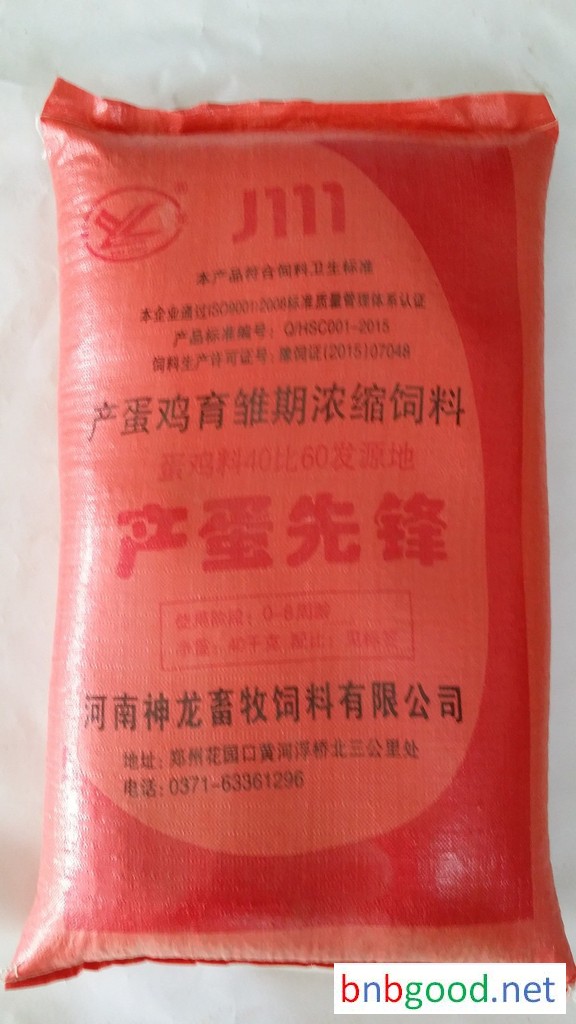 J111
本产品符合饲料卫生标准
本企业通过ISO9001:2008标准质量管理体系认证
产品标准编号：Q/HSC001-2015
饲料生产许可证号：豫饲证(2015)07048
产蛋鸡育雏期浓缩饲料
蛋鸡料40比60发源地
产蛋先锋
使用阶段：0-8周龄
净重：40千克 配比：见标签
河南神龙畜牧饲料有限公司
地址：郑州花园口黄河浮桥北三公里处
电话：0371-63361296
bnbgood.net